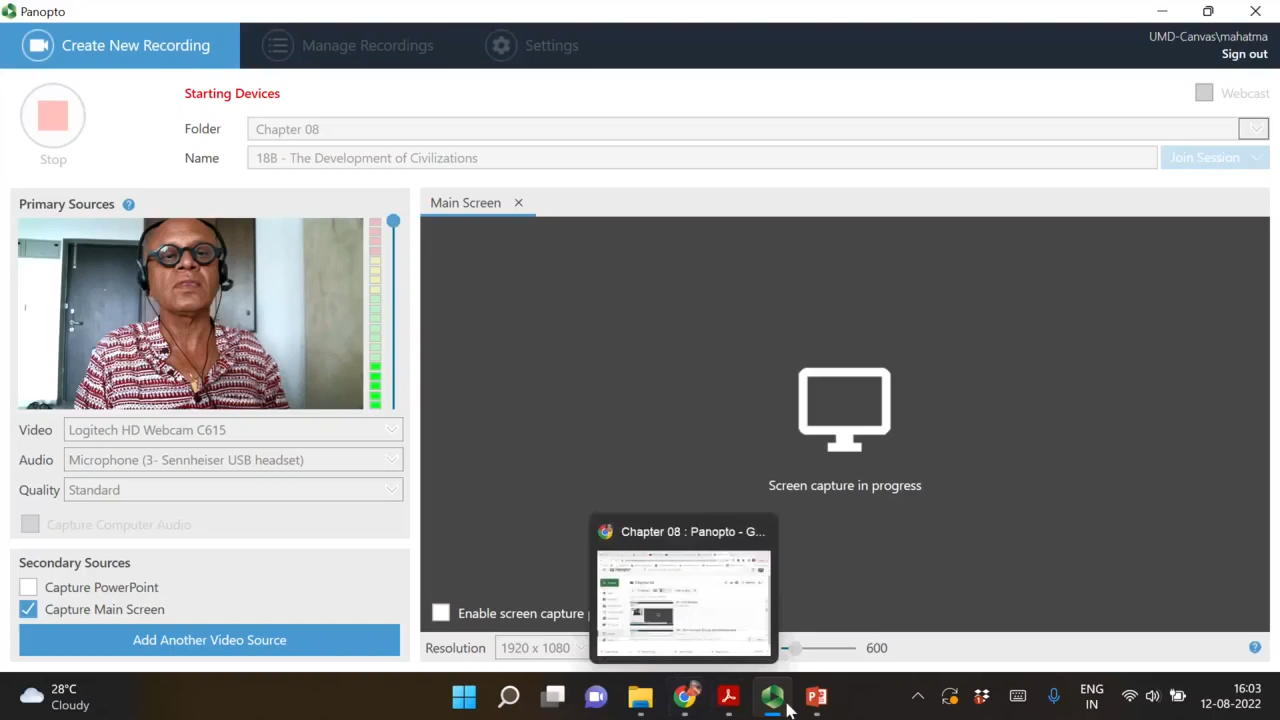 Panopto
Create New Recording
Manage Recordings
Settings
UMD-Canvas\mahatma
Sign out
Starting Devices
Webcast
Folder
Chapter 08
Stop
Name
18B - The Development of Civilizations
Join Session
Primary Sources ?
Main Screen ×
Screen capture in progress
Video
Logitech HD Webcam C615
Audio
Microphone (3- Sennheiser USB headset)
Quality
Standard
Capture Computer Audio
Chapter 08 : Panopto - G...
Secondary Sources
Capture PowerPoint
Capture Main Screen
Enable screen capture
Add Another Video Source
Resolution
1920 x 1080
600
?
28°C
Cloudy
ENG
IN
16:03
12-08-2022